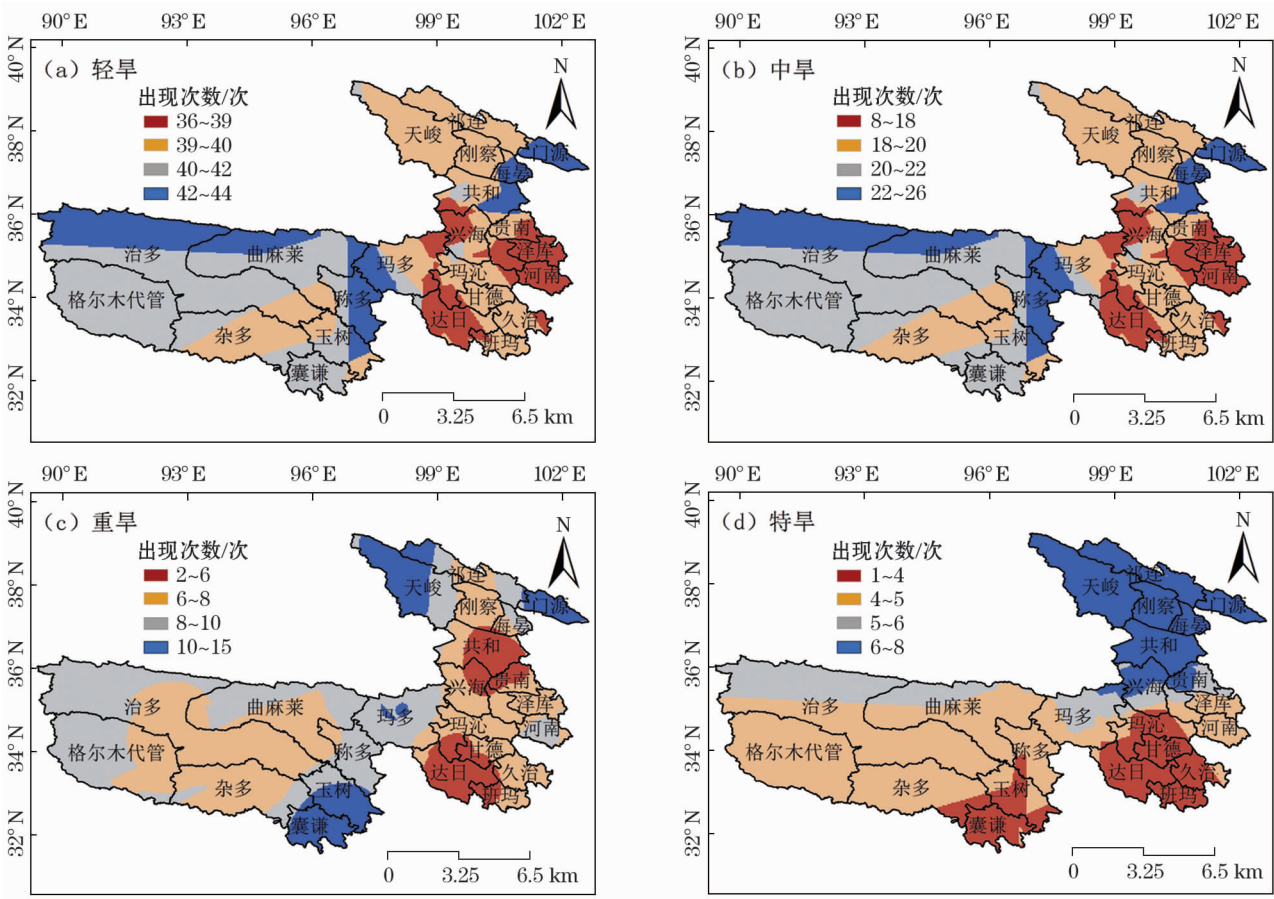 90° E 93° E 96° E 99° E 102° E
40° N
38° N
36° N
34° N
32° N
(a) 轻旱
N
出现次数/次
36~39
39~40
40~42
42~44
天峻
祁连
刚察
门源
海晏
共和
贵南
兴海
泽库
河南
治多
曲麻莱
玛多
玛沁
格尔木代管
称多
甘德
达日
久治
杂多
玉树
班玛
囊谦
0 3.25 6.5 km
90° E 93° E 96° E 99° E 102° E
40° N
38° N
36° N
34° N
32° N
(b) 中旱
N
出现次数/次
8~18
18~20
20~22
22~26
天峻
祁连
刚察
门源
海晏
共和
贵南
兴海
泽库
河南
治多
曲麻莱
玛多
玛沁
格尔木代管
称多
甘德
达日
久治
杂多
玉树
班玛
囊谦
0 3.25 6.5 km
90° E 93° E 96° E 99° E 102° E
40° N
38° N
36° N
34° N
32° N
(c) 重旱
N
出现次数/次
2~6
6~8
8~10
10~15
天峻
祁连
刚察
门源
海晏
共和
贵南
兴海
泽库
河南
治多
曲麻莱
玛多
玛沁
格尔木代管
称多
甘德
达日
久治
杂多
玉树
班玛
囊谦
0 3.25 6.5 km
90° E 93° E 96° E 99° E 102° E
40° N
38° N
36° N
34° N
32° N
(d) 特旱
N
出现次数/次
1~4
4~5
5~6
6~8
天峻
祁连
刚察
门源
海晏
共和
贵南
兴海
泽库
河南
治多
曲麻莱
玛多
玛沁
格尔木代管
称多
甘德
达日
久治
杂多
玉树
班玛
囊谦
0 3.25 6.5 km